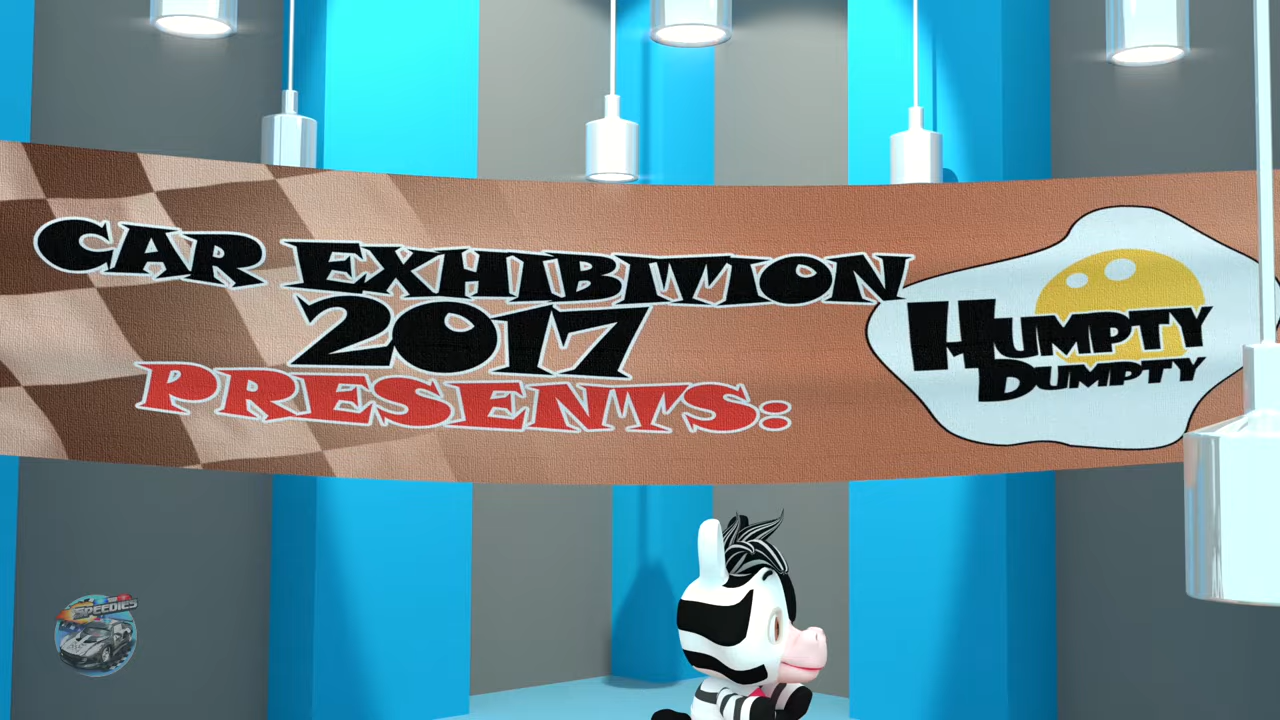 CAR EXHIBITION
2017
PRESENTS:
HUMPTY
DUMPTY
SPEEDIES